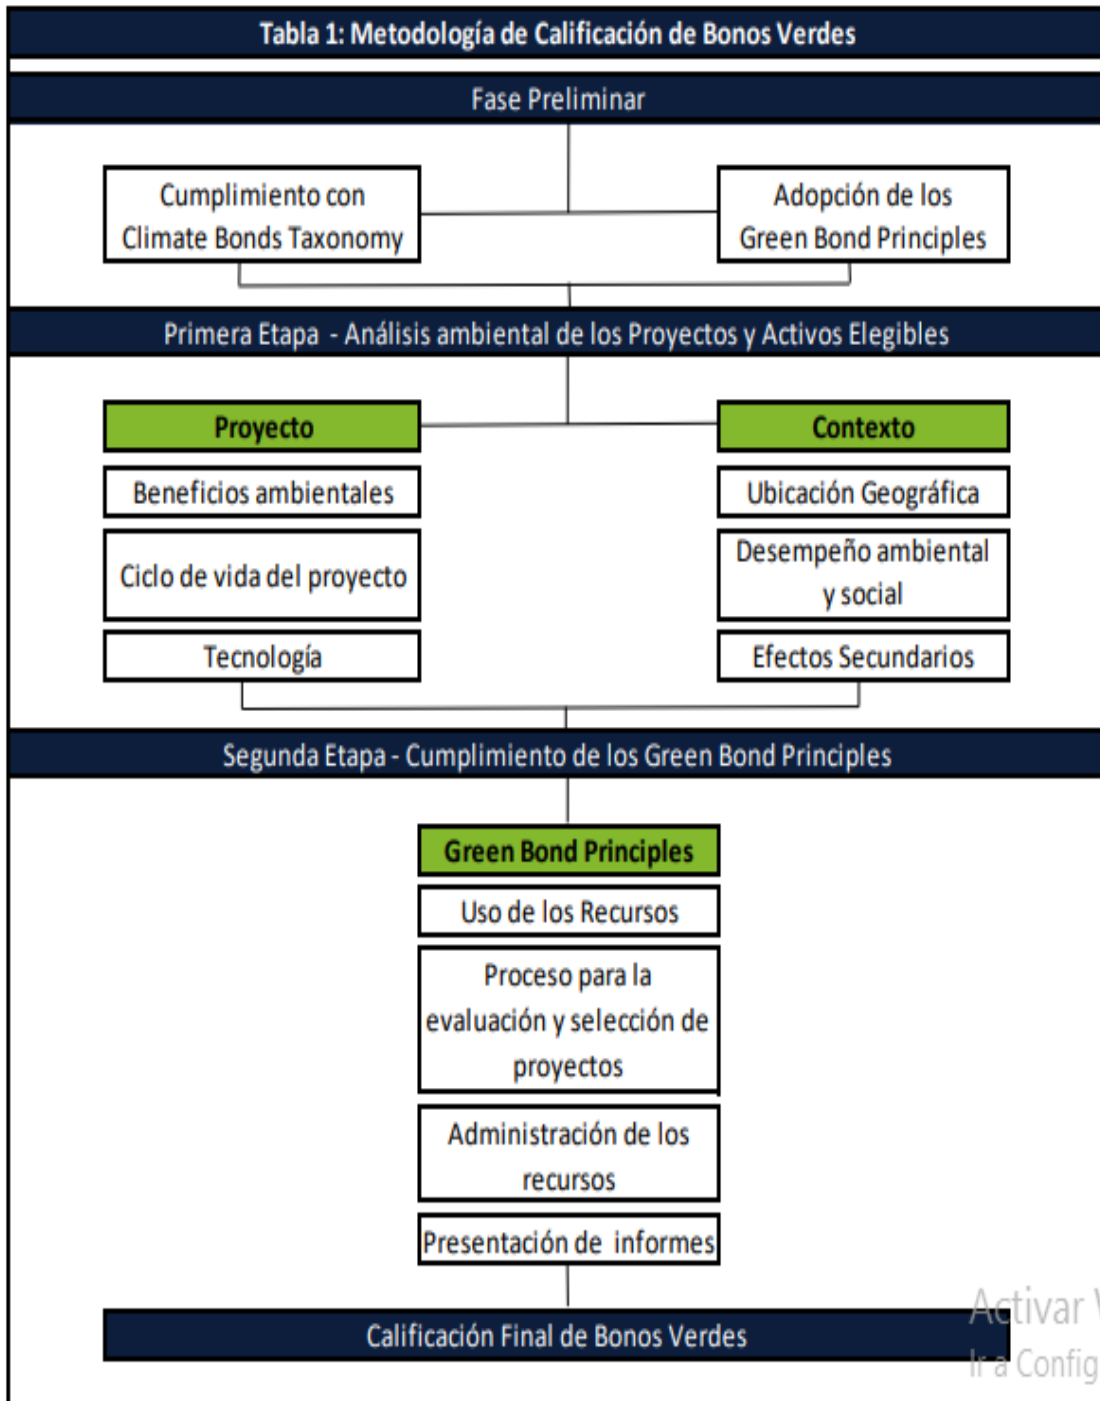 Tabla 1: Metodología de Calificación de Bonos Verdes
Fase Preliminar
Cumplimiento con
Climate Bonds Taxonomy
Adopción de los
Green Bond Principles
Primera Etapa - Análisis ambiental de los Proyectos y Activos Elegibles
Proyecto
Contexto
Beneficios ambientales
Ubicación Geográfica
Ciclo de vida del proyecto
Desempeño ambiental
y social
Tecnología
Efectos Secundarios
Segunda Etapa - Cumplimiento de los Green Bond Principles
Green Bond Principles
Uso de los Recursos
Proceso para la
evaluación y selección de
proyectos
Administración de los
recursos
Presentación de informes
Calificación Final de Bonos Verdes
Activar
Ir a Config